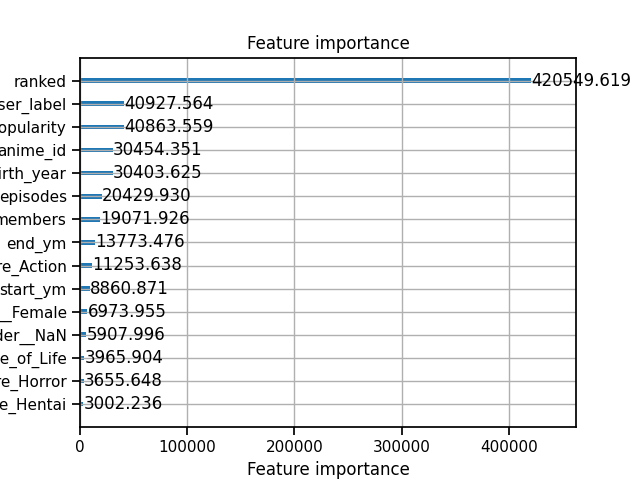 Feature importance
ranked 420549.619
ser_label 40927.564
opularity 40863.559
anime_id 30454.351
irth_year 30403.625
episodes 20429.930
members 19071.926
end_ym 13773.476
re_Action 11253.638
start_ym 8860.871
_Female 6973.955
der__NaN 5907.996
e_of_Life 3965.904
re_Horror 3655.648
e_Hentai 3002.236
0 100000 200000 300000 400000
Feature importance